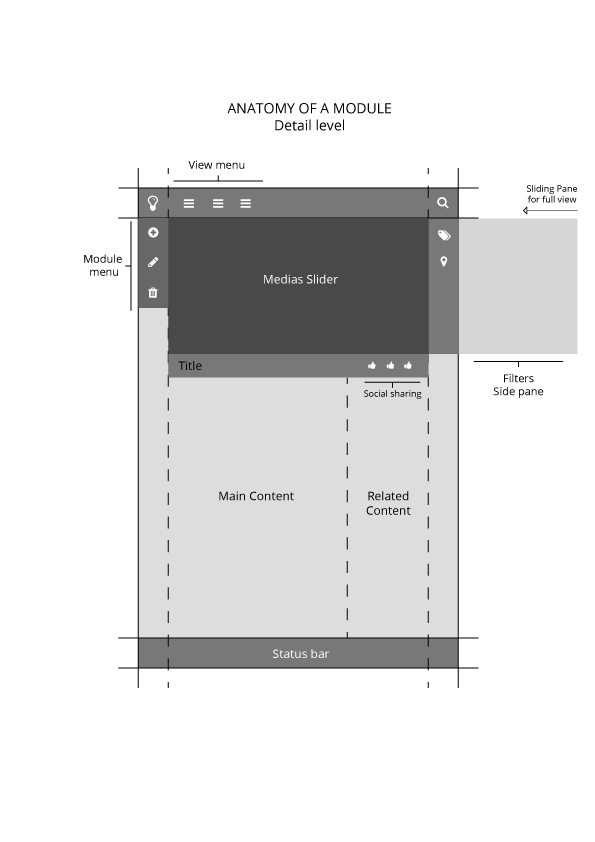 ANATOMY OF A MODULE
Detail level
View menu
Sliding Pane
for full view
Module
menu
Medias Slider
Title
Social sharing
Filters
Side pane
Main Content
Related
Content
Status bar